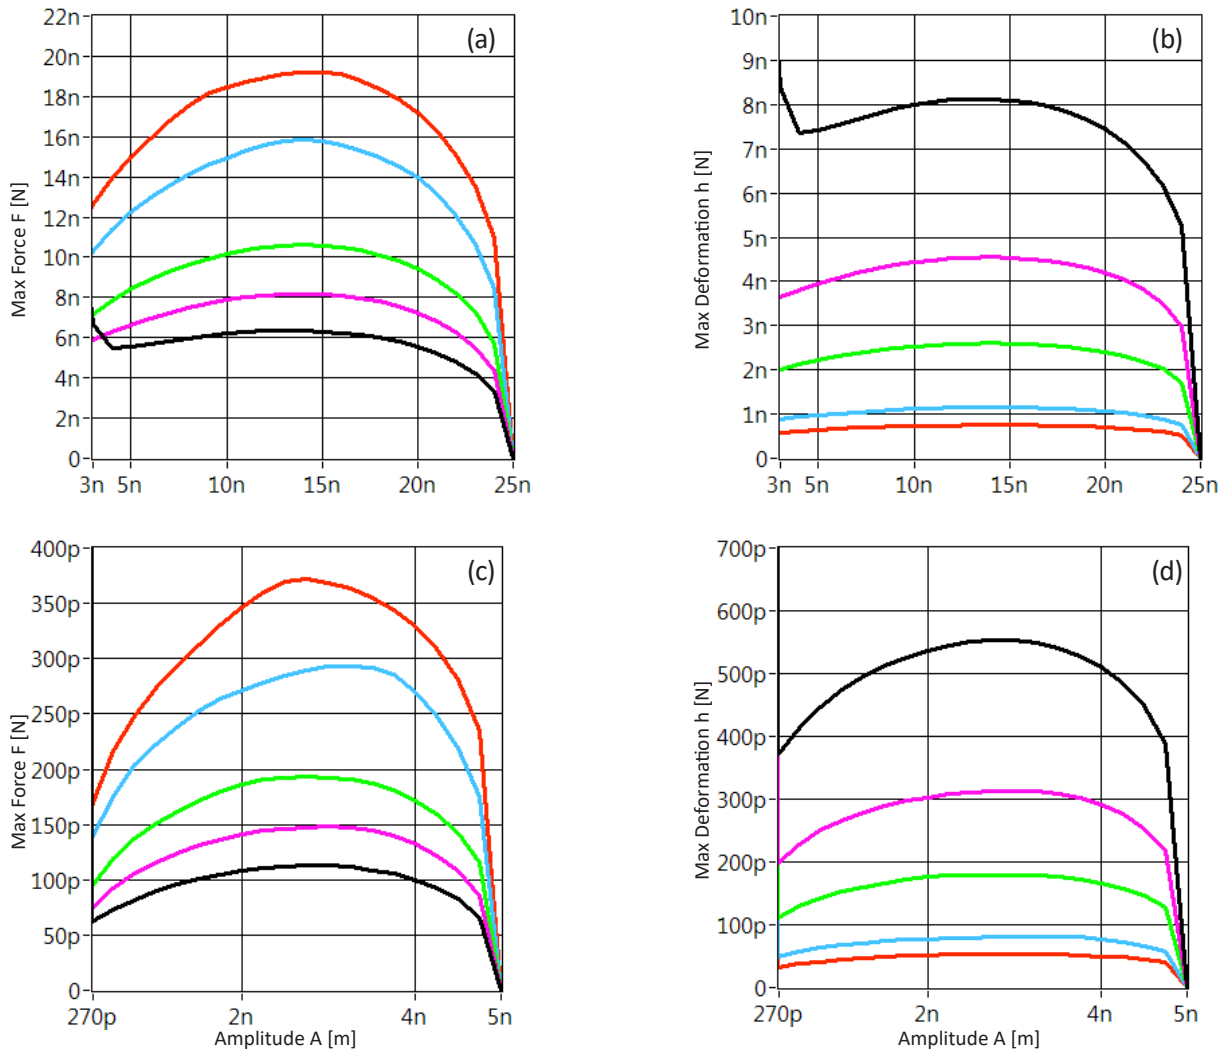 22n
20n
18n
16n
14n
12n
10n
8n
6n
4n
2n
0
Max Force F [N]
(a)
3n 5n 10n 15n 20n 25n
10n
9n
8n
7n
6n
5n
4n
3n
2n
1n
0
Max Deformation h [N]
(b)
3n 5n 10n 15n 20n 25n
400p
350p
300p
250p
200p
150p
100p
50p
0
Max Force F [N]
(c)
270p 2n 4n 5n
Amplitude A [m]
700p
600p
500p
400p
300p
200p
100p
0
Max Deformation h [N]
(d)
270p 2n 4n 5n
Amplitude A [m]